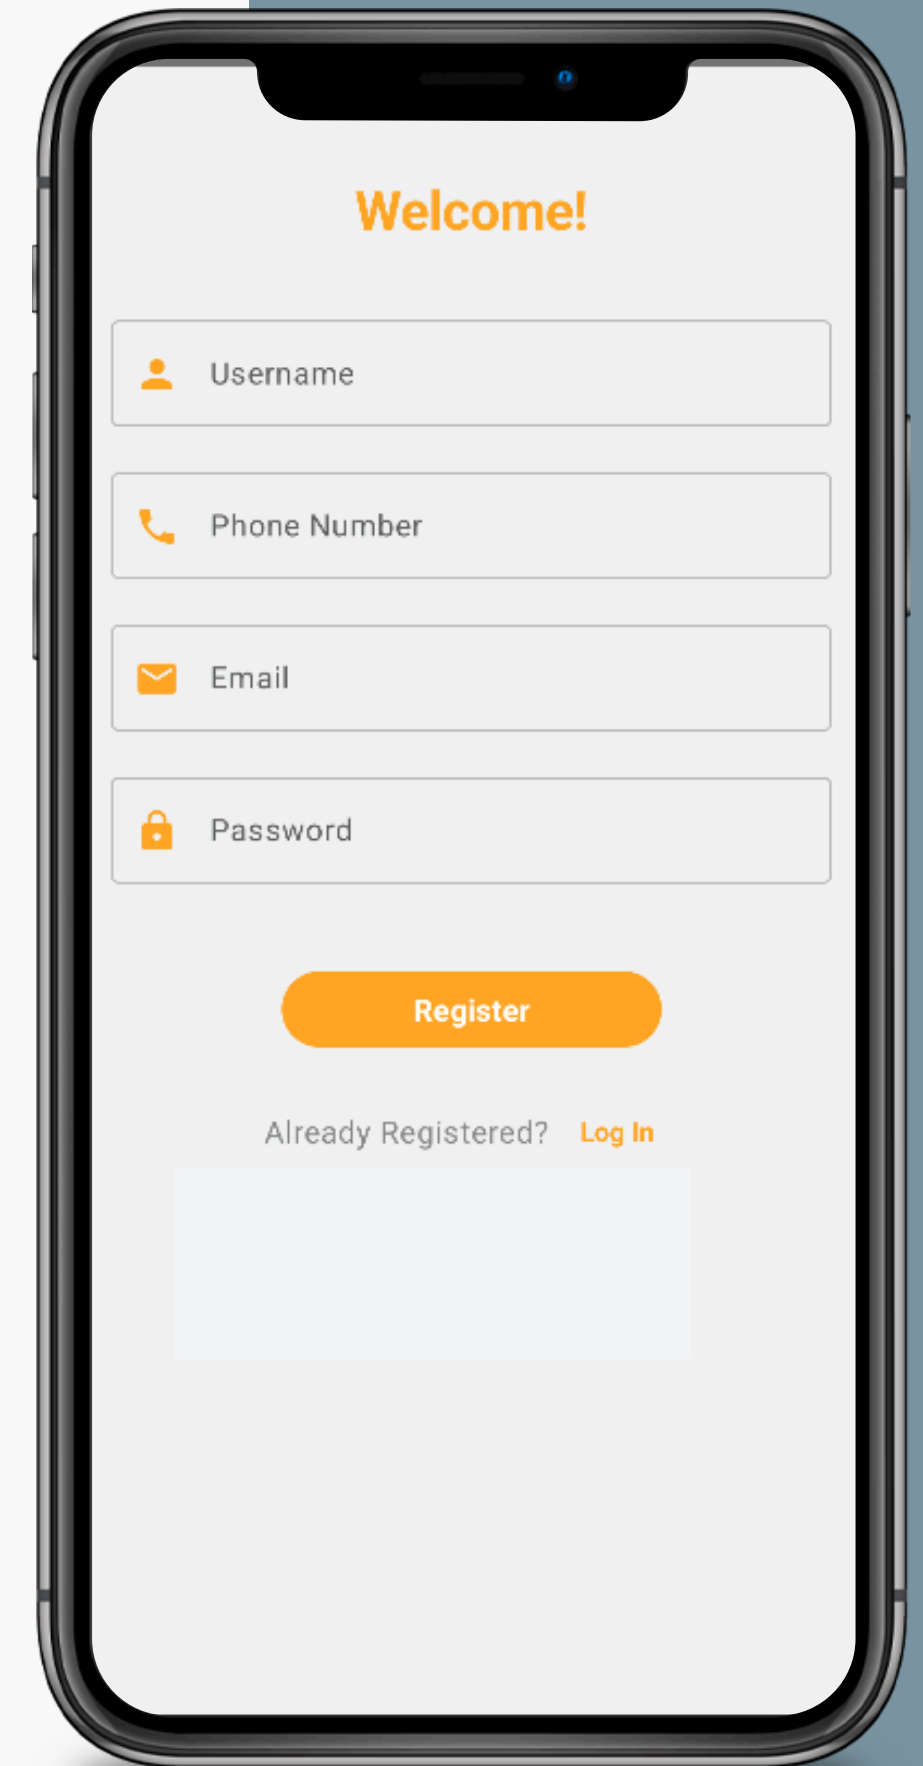 Welcome!
Username
Phone Number
Email
Password
Register
Already Registered? Log In